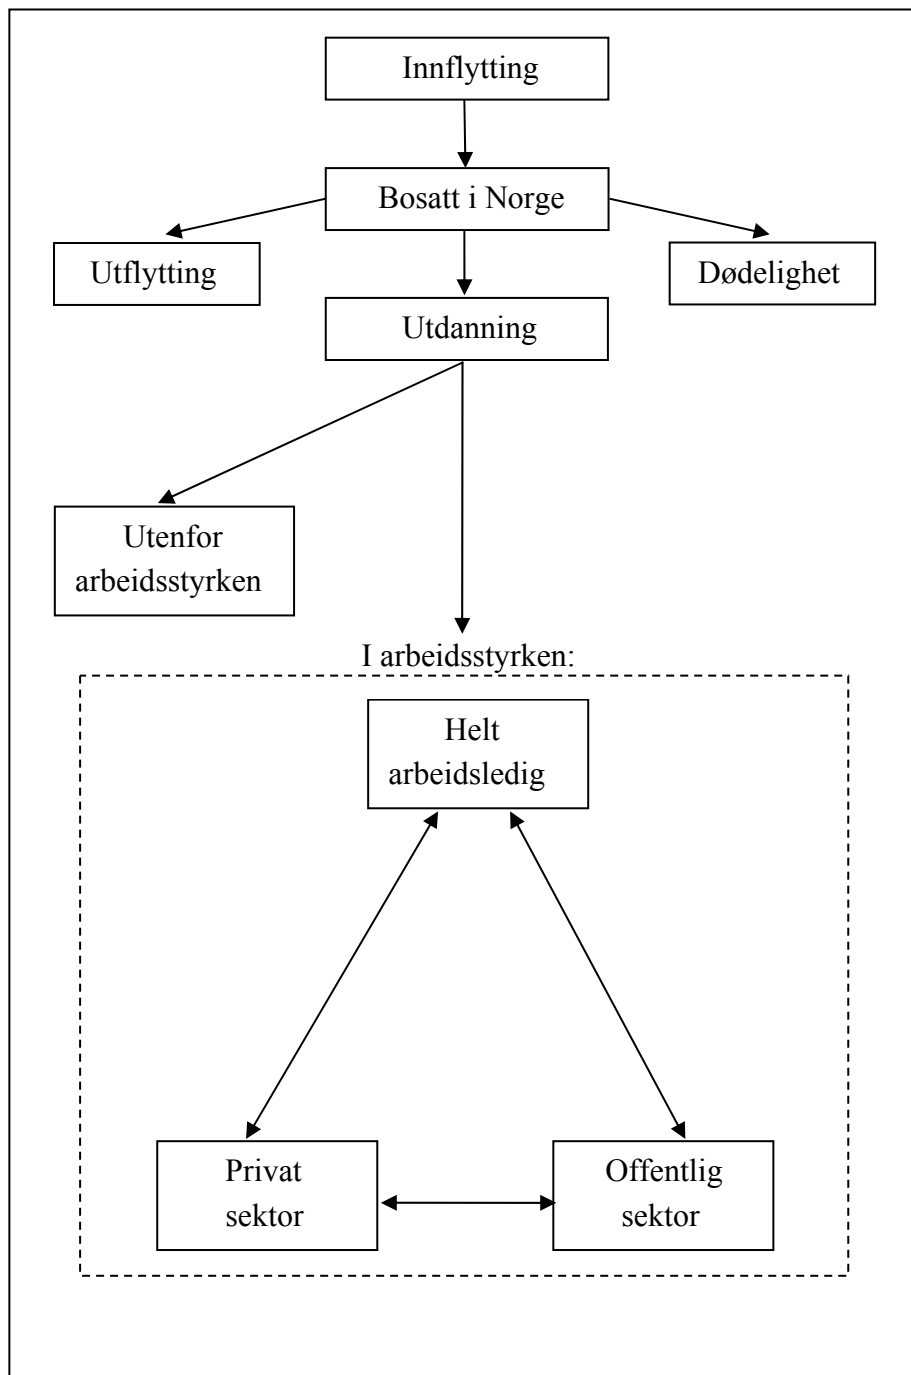 Innflytting
Bosatt i Norge
Utflytting
Dødelighet
Utdanning
Utenfor
arbeidsstyrken
I arbeidsstyrken:
Helt
arbeidsledig
Privat
sektor
Offentlig
sektor